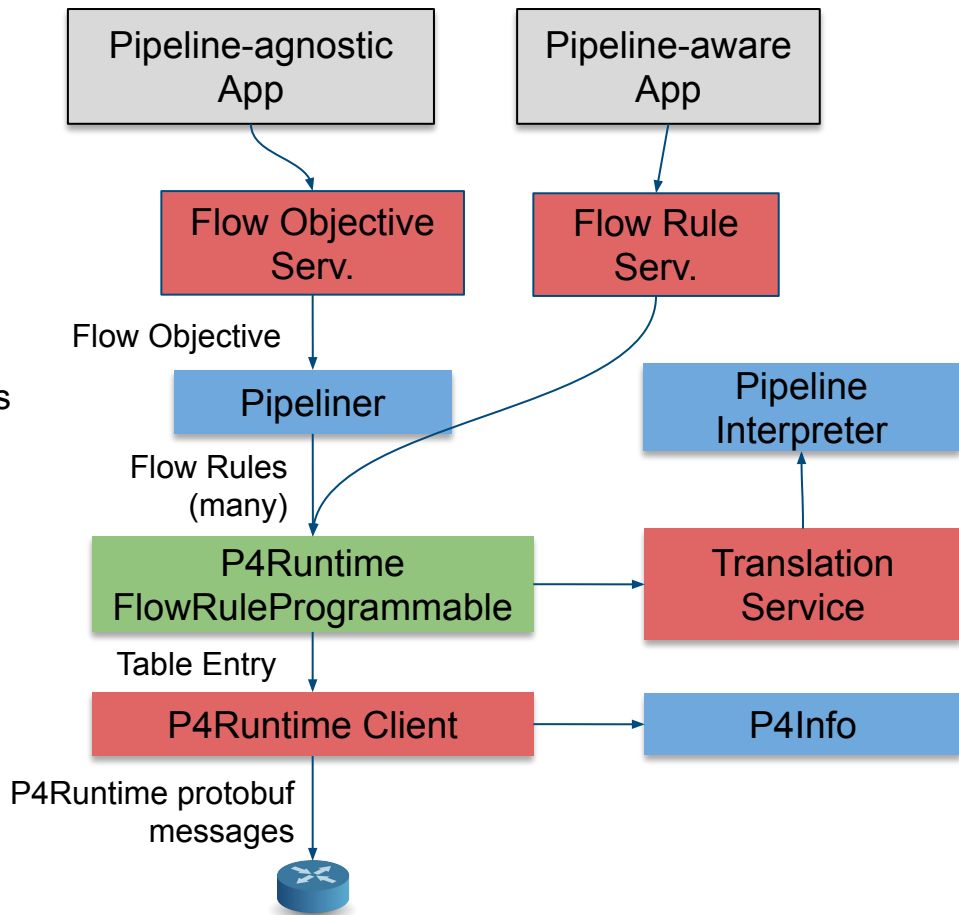 Pipeline-agnostic
App
Pipeline-aware
App
Flow Objective
Serv.
Flow Rule
Serv.
Flow Objective
s
Pipeliner
Pipeline
Interpreter
Flow Rules
(many)
P4Runtime
FlowRuleProgrammable
Translation
Service
Table Entry
P4Runtime Client
P4Info
P4Runtime protobuf
messages